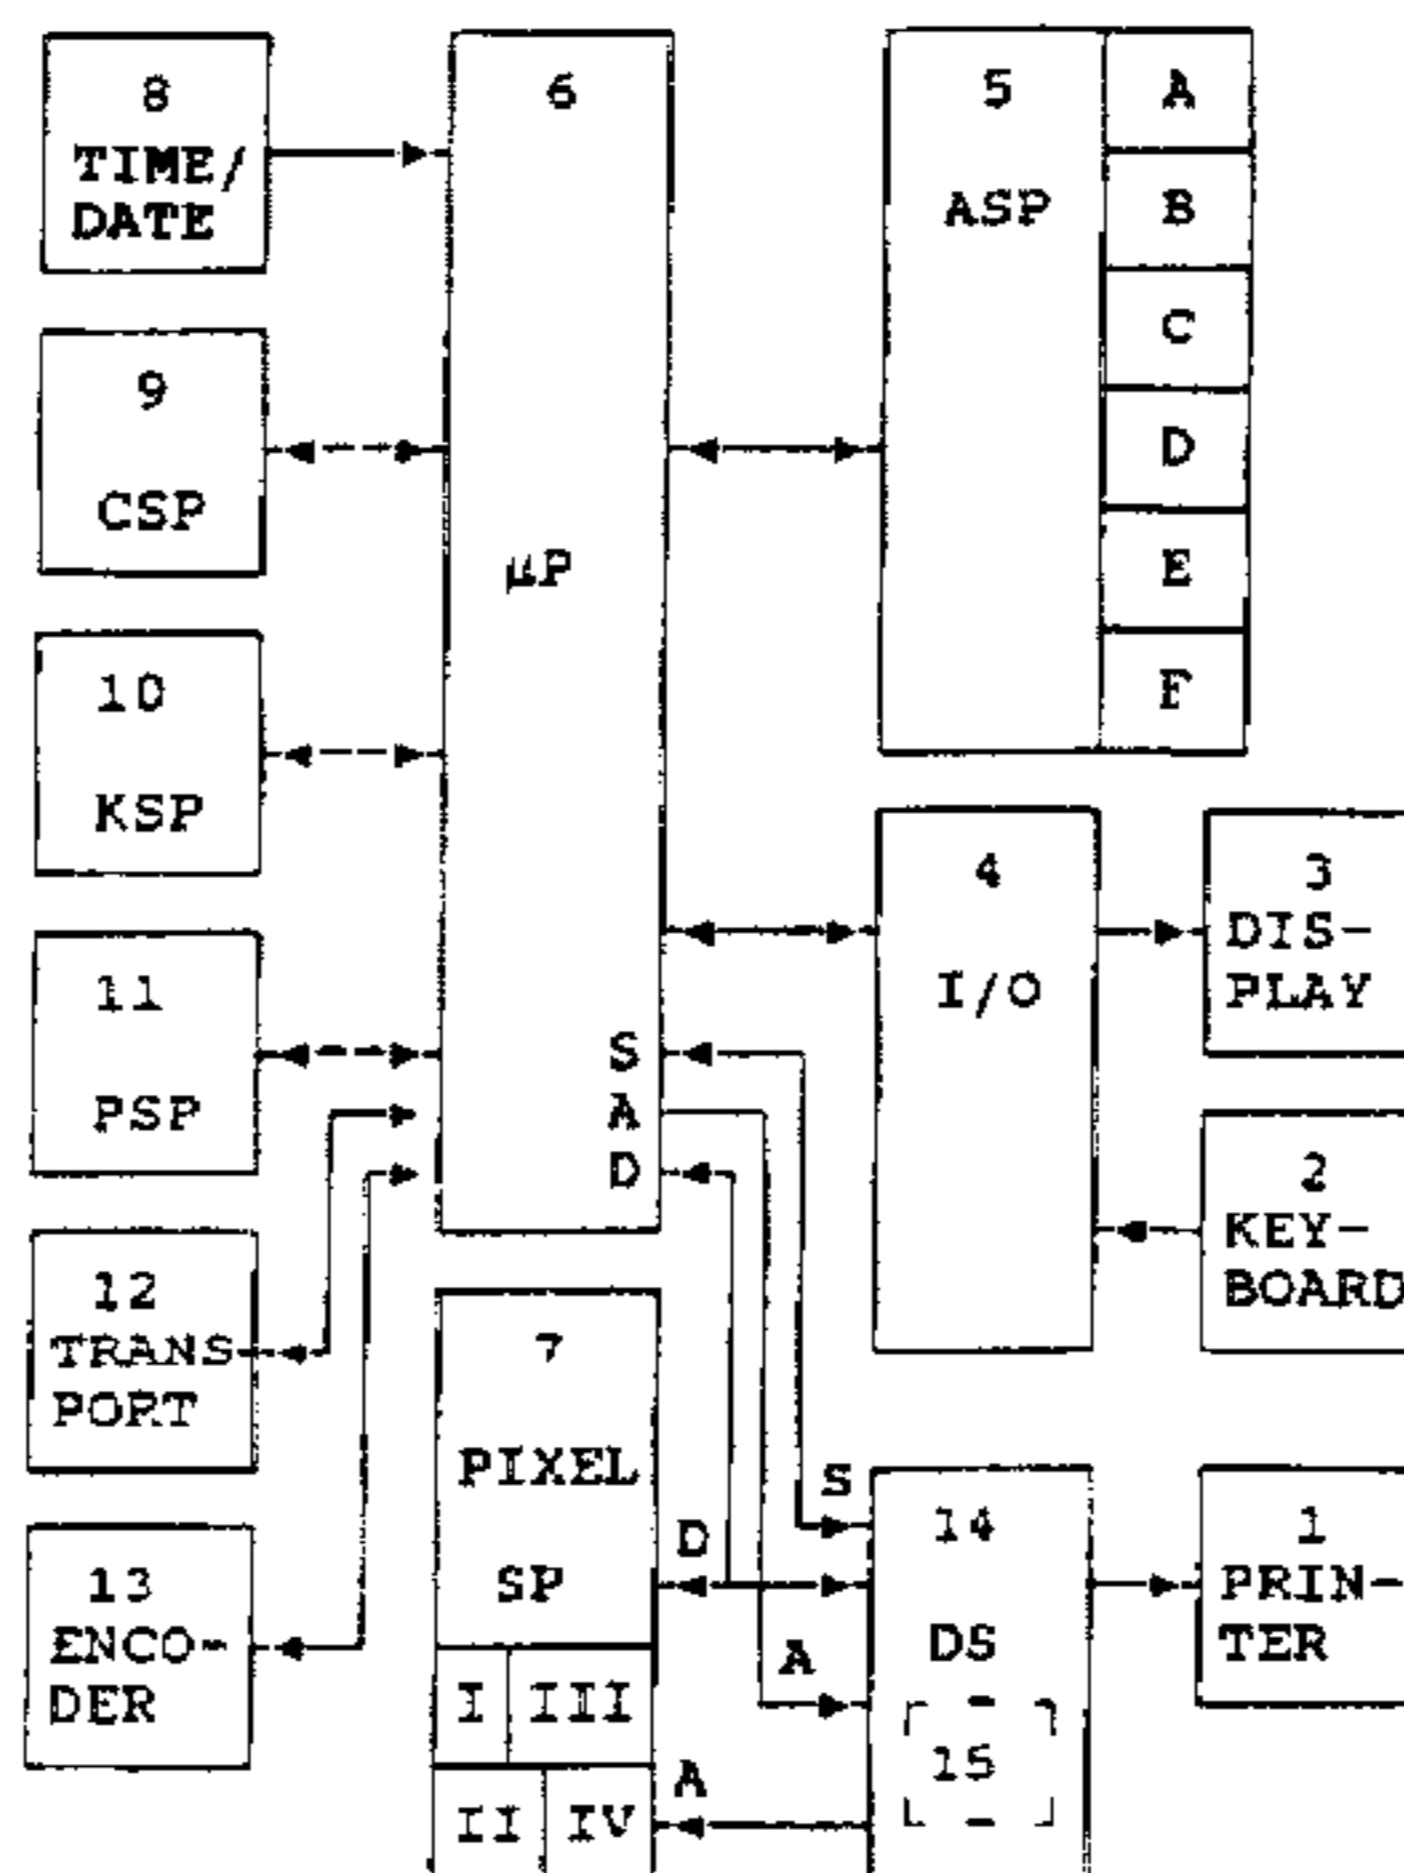 8
TIME/
DATE
9
CSP
10
KSP
11
PSP
12
TRANS-
PORT
13
ENCO-
DER
6
μP
S
A
D
7
PIXEL
SP
I III
II IV
D
A
S
A
5
ASP
A
B
C
D
E
F
4
I/O
3
DIS-
PLAY
2
KEY-
BOARD
14
DS
15
1
PRIN-
TER